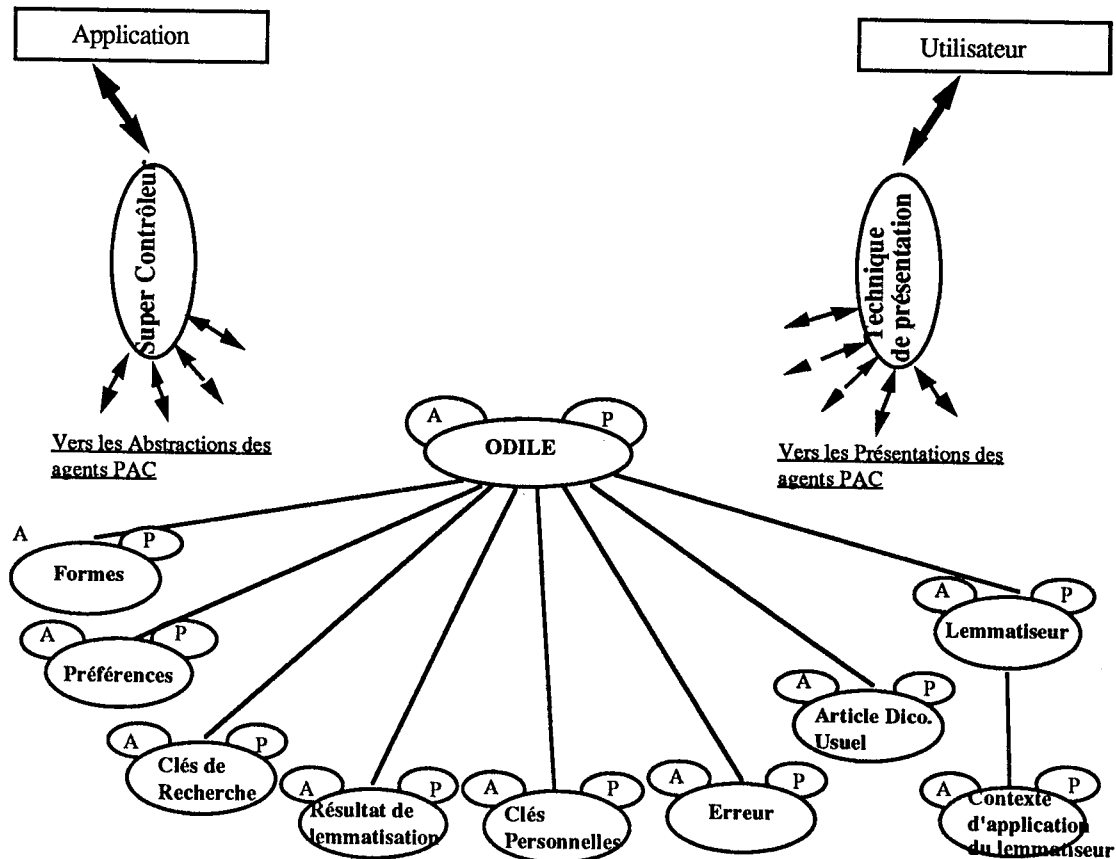 Application
Utilisateur
Super Contrôleur.
Technique
de présentation
Vers les Abstractions des
agents PAC
Vers les Présentations des
agents PAC
A
P
ODILE
A
P
Formes
A
P
Préférences
A
P
Clés de
Recherche
A
P
Résultat de
lemmatisation
A
P
Clés
Personnelles
A
P
Erreur
A
P
Article Dico.
Usuel
A
P
Lemmatiseur
A
P
Contexte
d'application
du lemmatiseur